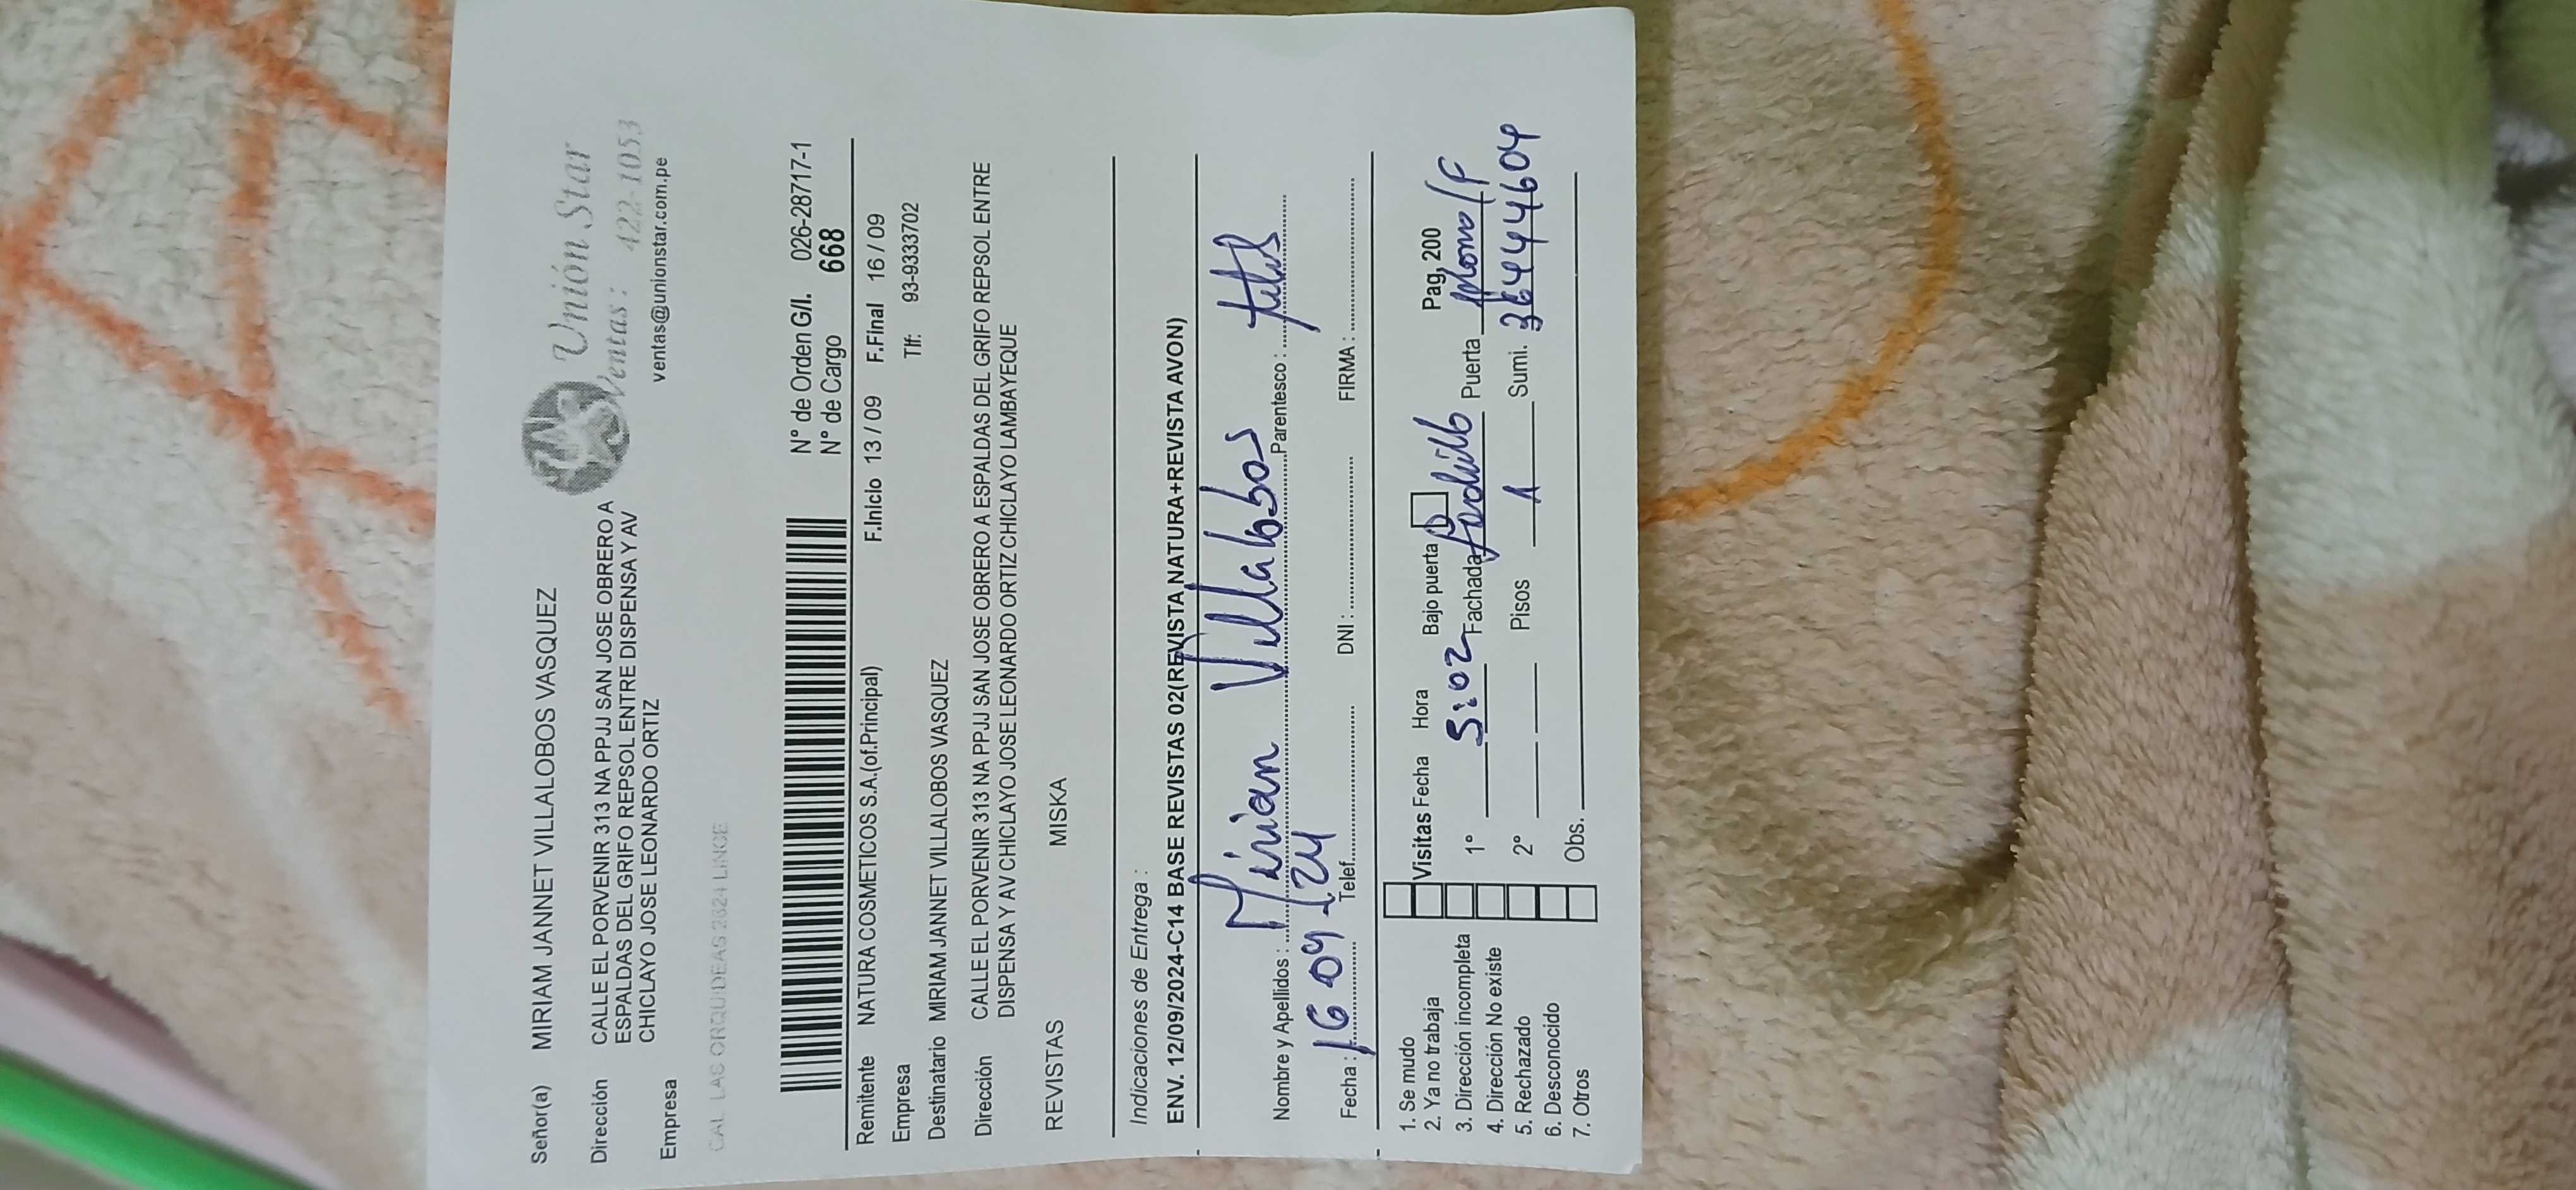 Señor(a) MIRIAM JANNET VILLALOBOS VASQUEZ
Dirección CALLE EL PORVENIR 313 NA PPJJ SAN JOSE OBRERO A
ESPALDAS DEL GRIFO REPSOL ENTRE DISPENSA Y AV
CHICLAYO JOSE LEONARDO ORTIZ
Empresa
Unión Star
Ventas : 422-1053
ventas@unionstar.com.pe
CAL. LAS ORQUIDEAS 2624 LINCE
N° de Orden G/I. 026-28717-1
N° de Cargo 668
Remitente NATURA COSMETICOS S.A.(of.Principal) F.Inicio 13 / 09 F.Final 16 / 09
Empresa Tlf: 93-9333702
Destinatario MIRIAM JANNET VILLALOBOS VASQUEZ
Dirección CALLE EL PORVENIR 313 NA PPJJ SAN JOSE OBRERO A ESPALDAS DEL GRIFO REPSOL ENTRE
DISPENSA Y AV CHICLAYO JOSE LEONARDO ORTIZ CHICLAYO LAMBAYEQUE
REVISTAS MISKA
Indicaciones de Entrega :
ENV. 12/09/2024-C14 BASE REVISTAS 02(REVISTA NATURA+REVISTA AVON)
Nombre y Apellidos : Mirian Villalobos Parentesco :
Fecha : 16 09 24 Telef. DNI : FIRMA :
1. Se mudo
2. Ya no trabaja
3. Dirección incompleta
4. Dirección No existe
5. Rechazado
6. Desconocido
7. Otros
Visitas Fecha Hora Bajo puerta Pag, 200
1° 5:02 Fachada Puerta plomo/F
2° Pisos 1 Sumi. 364444604
Obs.